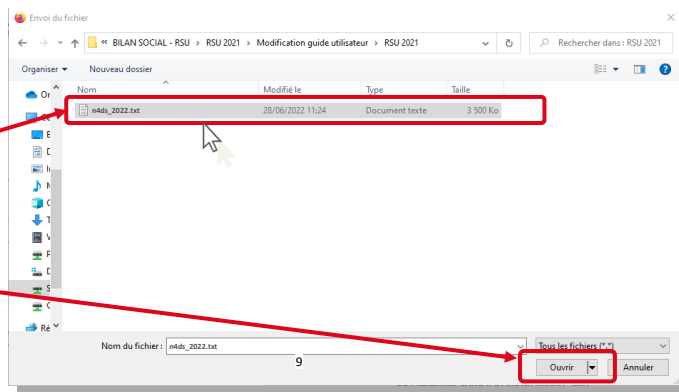 Envoi du fichier
« BILAN SOCIAL - RSU > RSU 2021 > Modification guide utilisateur > RSU 2021
Rechercher dans : RSU 2021
Organiser
Nouveau dossier
Nom
Modifié le
Type
Taille
Or
n4ds_2022.txt
28/06/2022 11:24
Document texte
3 500 Ko
Ré
Nom du fichier :
n4ds_2022.txt
Tous les fichiers (*.*)
9
Ouvrir
Annuler